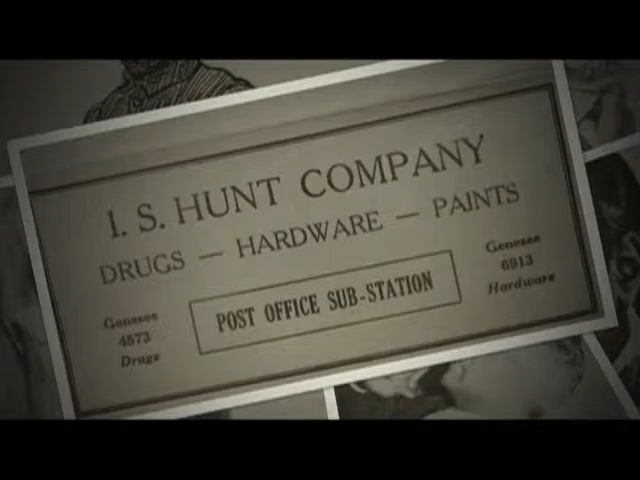 I. S. HUNT COMPANY
DRUGS — HARDWARE — PAINTS
Genesee
4573
Drugs
POST OFFICE SUB-STATION
Genesee
6913
Hardware